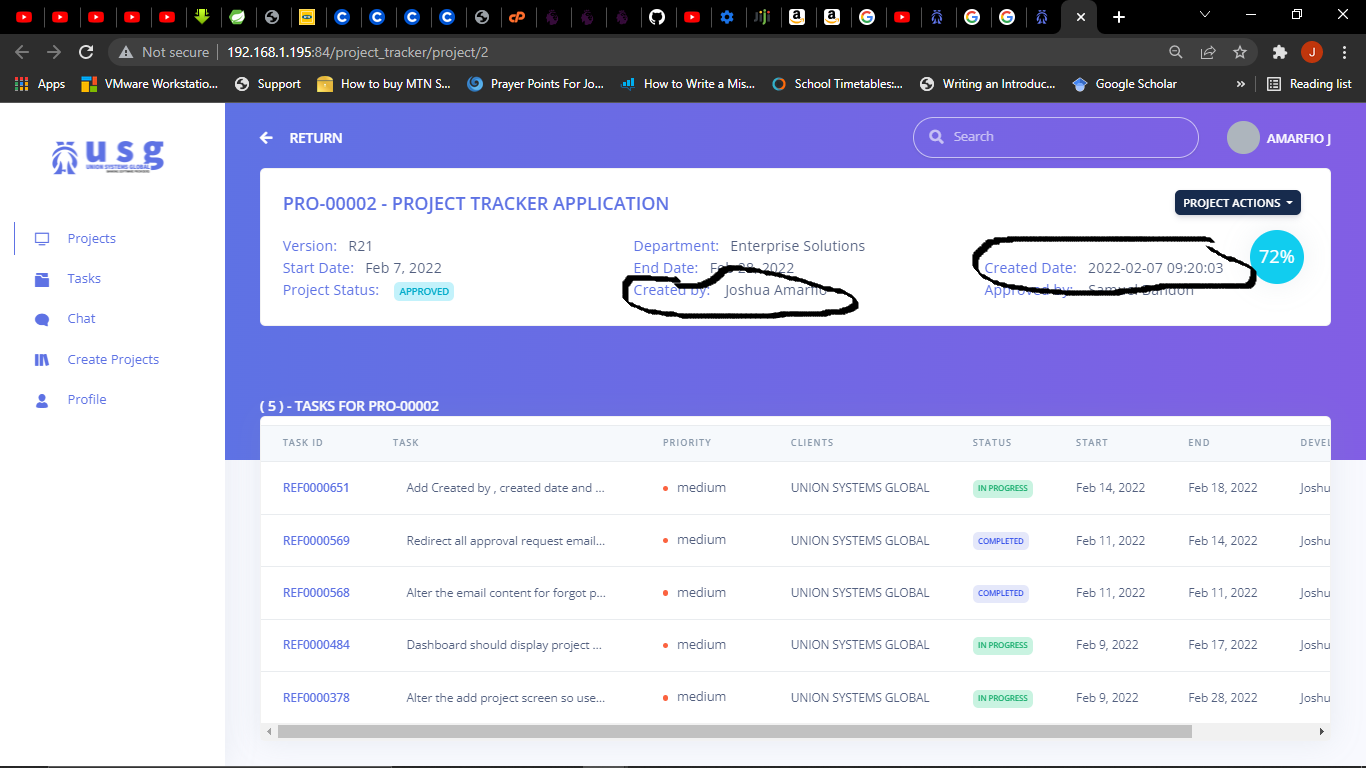 Not secure
192.168.1.195:84/project_tracker/project/2
J
Apps
VMware Workstatio...
Support
How to buy MTN S...
Prayer Points For Jo...
How to Write a Mis...
School Timetables:...
Writing an Introduc...
Google Scholar
»
Reading list
usg
UNION SYSTEMS GLOBAL
Projects
Tasks
Chat
Create Projects
Profile
RETURN
Search
AMARFIO J
PRO-00002 - PROJECT TRACKER APPLICATION
PROJECT ACTIONS
Version: R21
Department: Enterprise Solutions
72%
Start Date: Feb 7, 2022
End Date: Feb 28, 2022
Created Date: 2022-02-07 09:20:03
Project Status: APPROVED
Created by: Joshua Amarfio
Approved by: Samuel
( 5 ) - TASKS FOR PRO-00002
TASK ID TASK PRIORITY CLIENTS STATUS START END DEVEL
REF0000651 Add Created by , created date and ... medium UNION SYSTEMS GLOBAL IN PROGRESS Feb 14, 2022 Feb 18, 2022 Joshu
REF0000569 Redirect all approval request email... medium UNION SYSTEMS GLOBAL COMPLETED Feb 11, 2022 Feb 14, 2022 Joshu
REF0000568 Alter the email content for forgot p... medium UNION SYSTEMS GLOBAL COMPLETED Feb 11, 2022 Feb 11, 2022 Joshu
REF0000484 Dashboard should display project ... medium UNION SYSTEMS GLOBAL IN PROGRESS Feb 9, 2022 Feb 17, 2022 Joshu
REF0000378 Alter the add project screen so use... medium UNION SYSTEMS GLOBAL IN PROGRESS Feb 9, 2022 Feb 28, 2022 Joshu